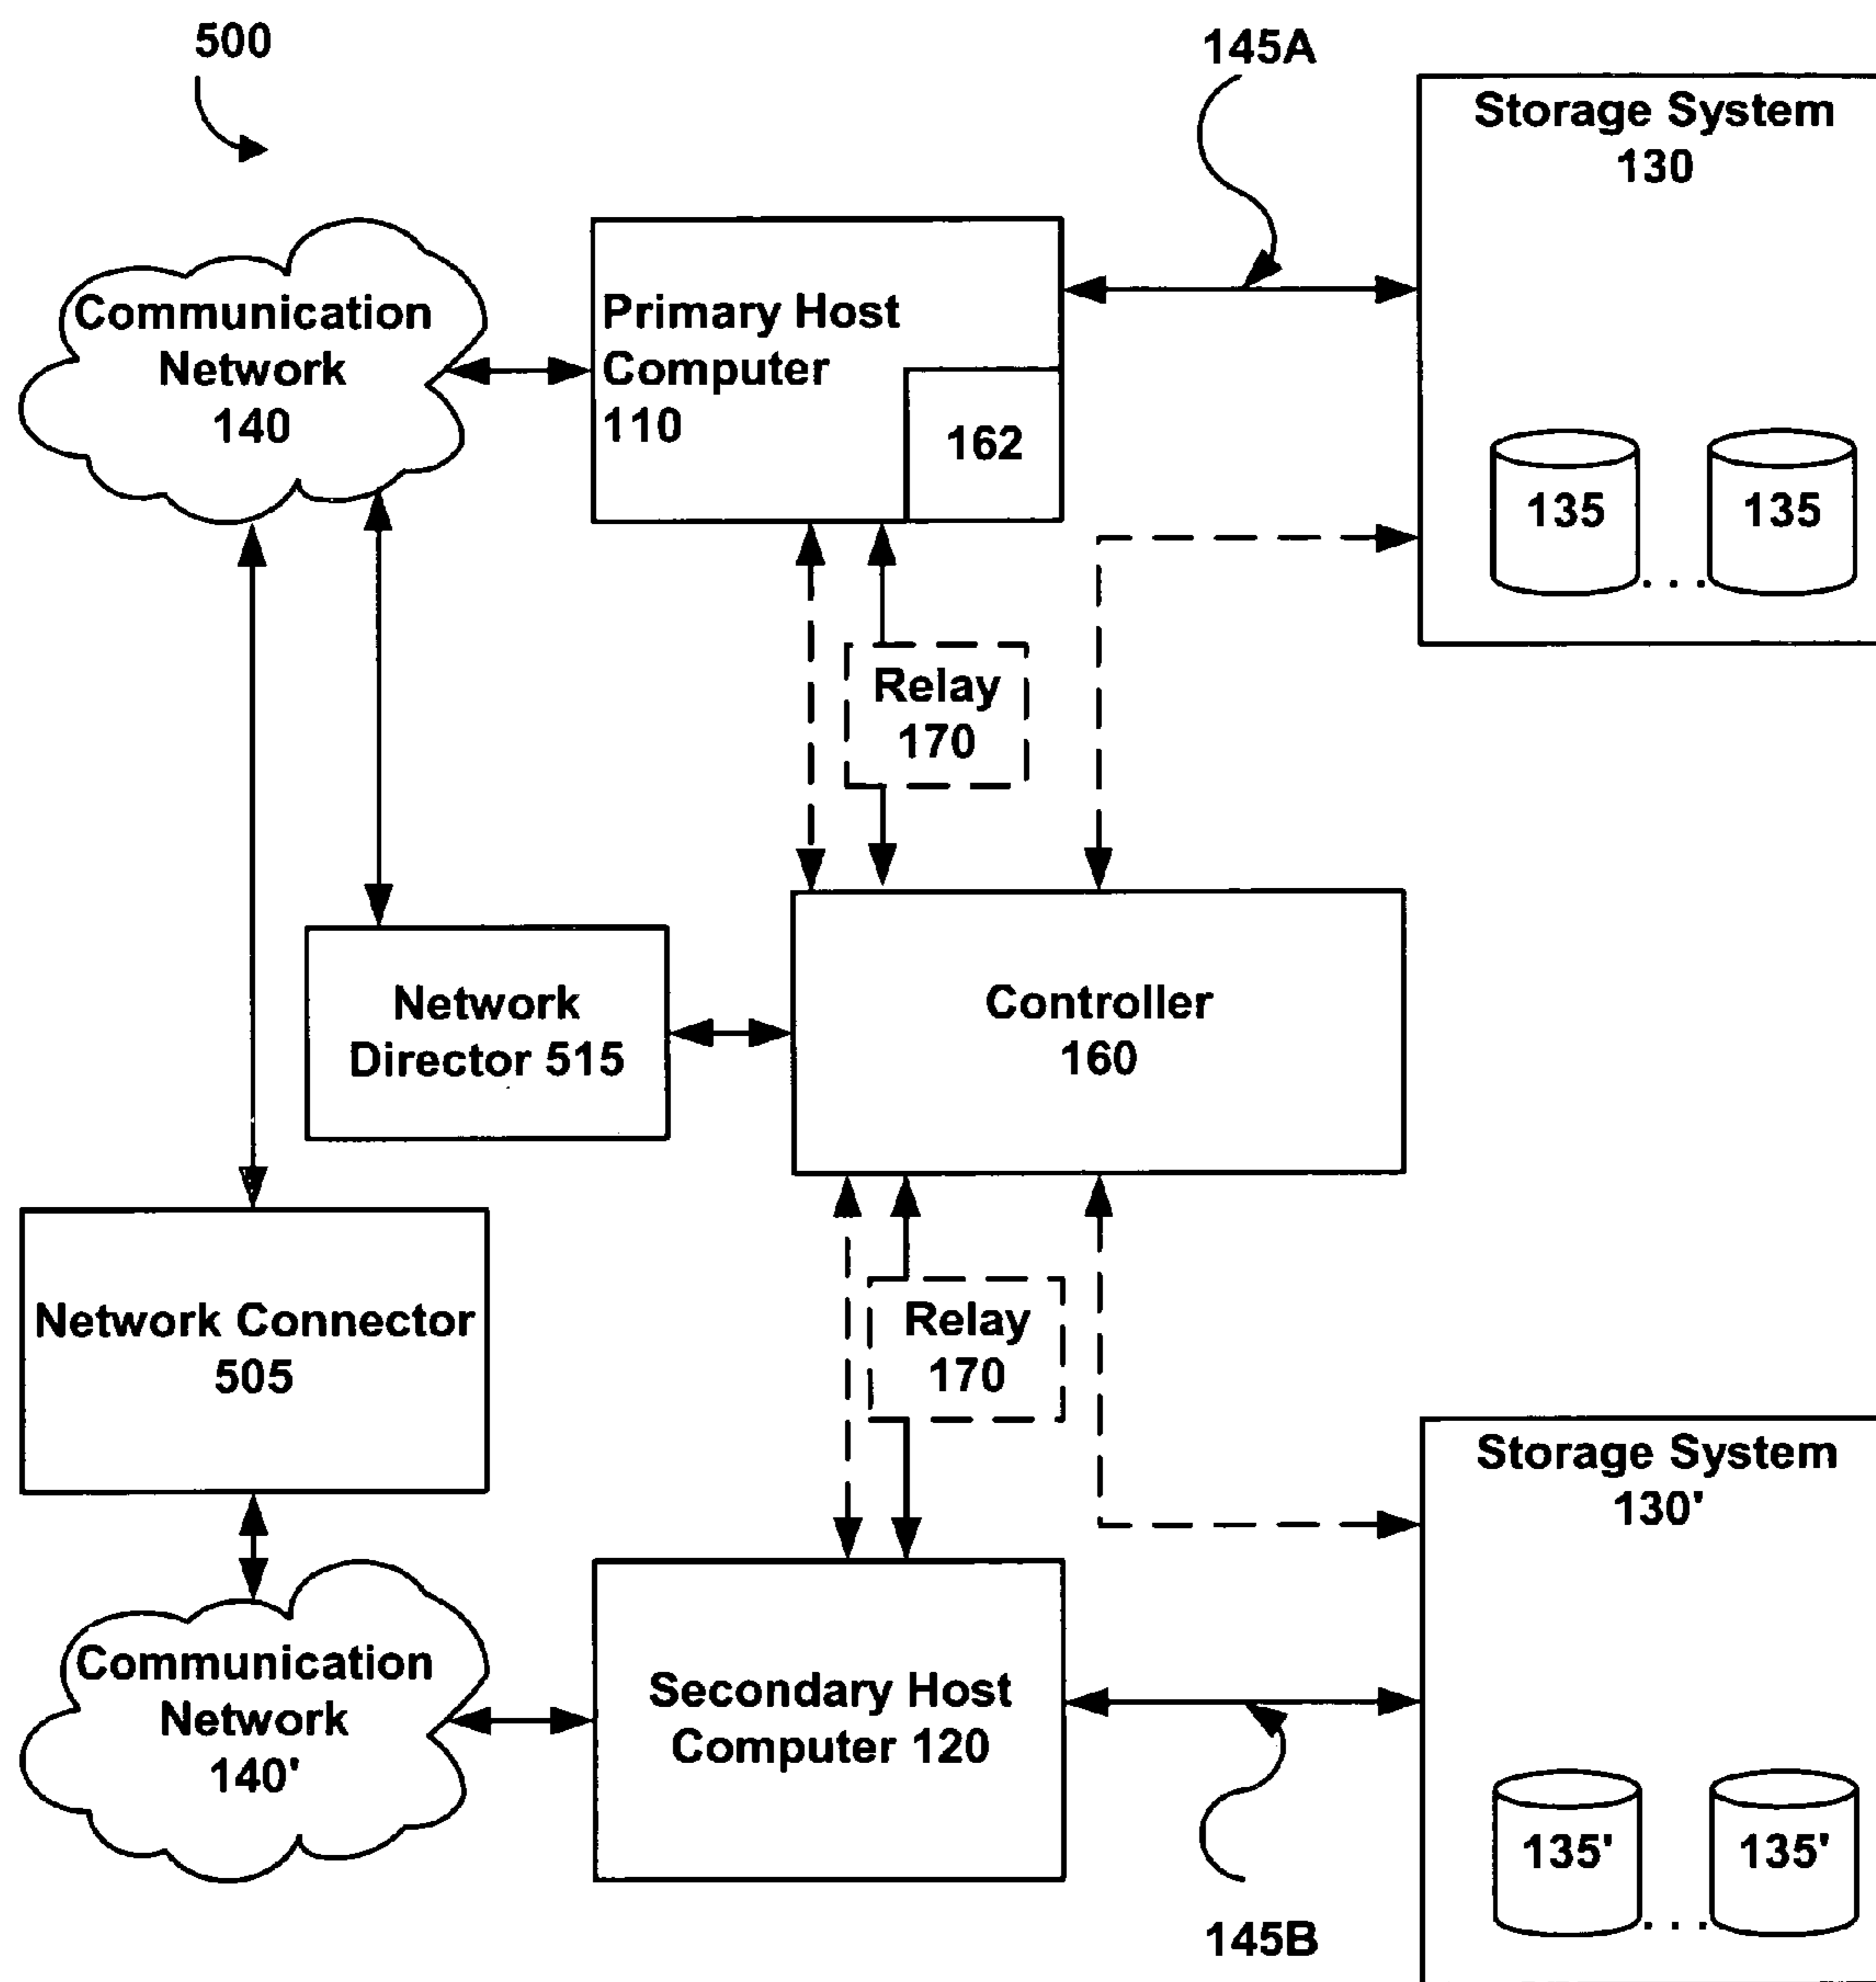 500
145A
Storage System
130
Communication
Network
140
Primary Host
Computer
110
162
135
135
. . .
Relay
170
Network
Director 515
Controller
160
Network Connector
505
Relay
170
Storage System
130'
Communication
Network
140'
Secondary Host
Computer 120
135'
135'
. . .
145B